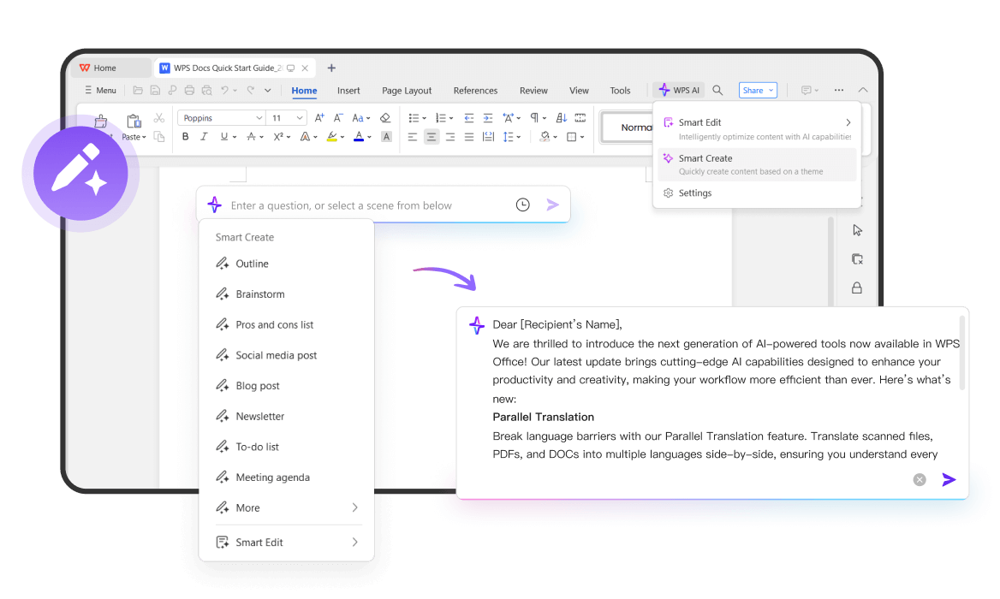 Home
WPS Docs Quick Start Guide_2
Menu
Home Insert Page Layout References Review View Tools
WPS AI
Share
Paste
Poppins 11
Aa
B I U A X² A A A
Smart Edit
Intelligently optimize content with AI capabilities
Smart Create
Quickly create content based on a theme
Settings
Enter a question, or select a scene from below
Smart Create
Outline
Brainstorm
Pros and cons list
Social media post
Blog post
Newsletter
To-do list
Meeting agenda
More
Smart Edit
Dear [Recipient's Name],
We are thrilled to introduce the next generation of AI-powered tools now available in WPS
Office! Our latest update brings cutting-edge AI capabilities designed to enhance your
productivity and creativity, making your workflow more efficient than ever. Here's what's
new:
Parallel Translation
Break language barriers with our Parallel Translation feature. Translate scanned files,
PDFs, and DOCs into multiple languages side-by-side, ensuring you understand every